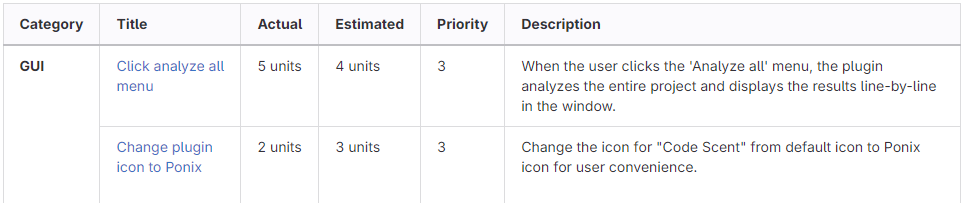 Category Title Actual Estimated Priority Description
GUI Click analyze all 5 units 4 units 3 When the user clicks the 'Analyze all' menu, the plugin
menu analyzes the entire project and displays the results line-by-line
in the window.
Change plugin 2 units 3 units 3 Change the icon for "Code Scent" from default icon to Ponix
icon to Ponix icon for user convenience.